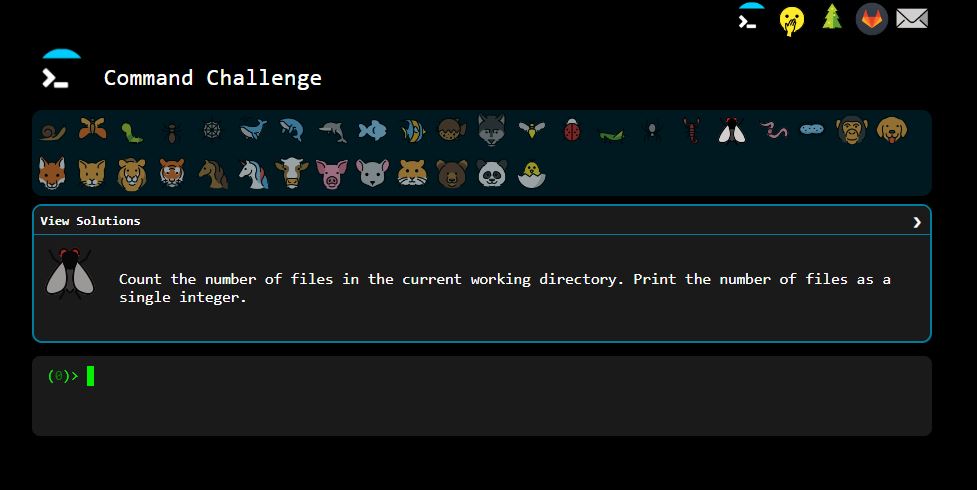 Command Challenge
View Solutions
Count the number of files in the current working directory. Print the number of files as a
single integer.
(0)>